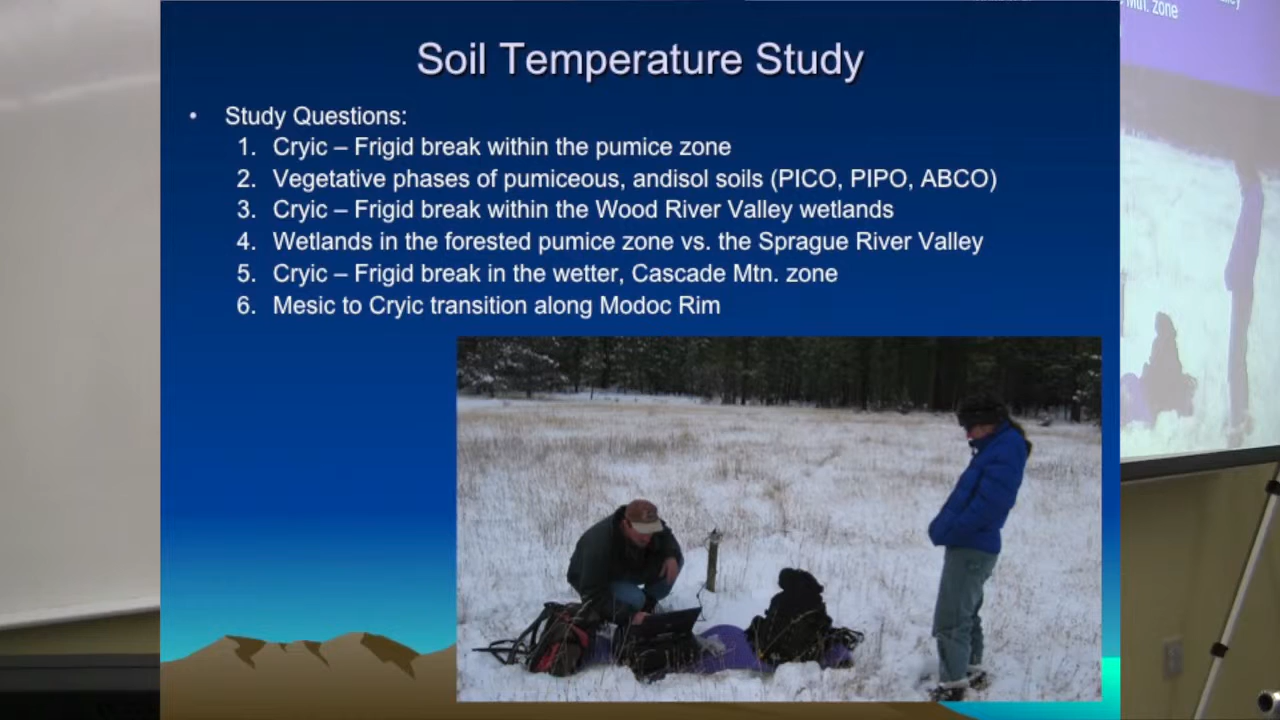 Soil Temperature Study
• Study Questions:
1. Cryic – Frigid break within the pumice zone
2. Vegetative phases of pumiceous, andisol soils (PICO, PIPO, ABCO)
3. Cryic – Frigid break within the Wood River Valley wetlands
4. Wetlands in the forested pumice zone vs. the Sprague River Valley
5. Cryic – Frigid break in the wetter, Cascade Mtn. zone
6. Mesic to Cryic transition along Modoc Rim
Mtn. zone